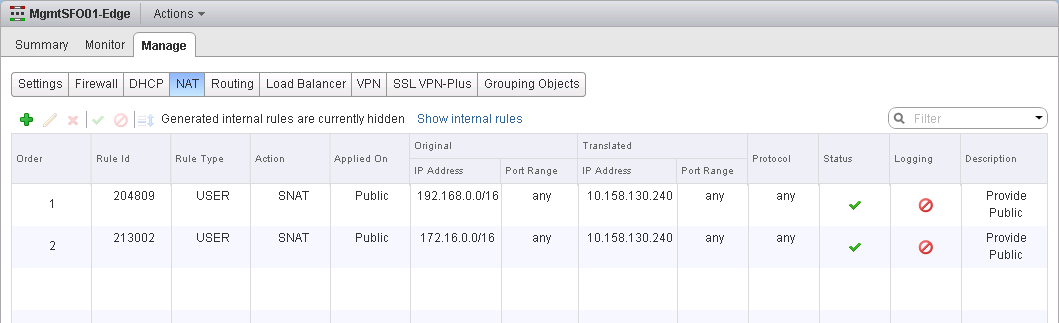 MgmtSFO01-Edge Actions
Summary Monitor Manage
Settings Firewall DHCP NAT Routing Load Balancer VPN SSL VPN-Plus Grouping Objects
Generated internal rules are currently hidden Show internal rules Filter
Order Rule Id Rule Type Action Applied On Original Translated Protocol Status Logging Description
IP Address Port Range IP Address Port Range
1 204809 USER SNAT Public 192.168.0.0/16 any 10.158.130.240 any any Provide
Public
2 213002 USER SNAT Public 172.16.0.0/16 any 10.158.130.240 any any Provide
Public